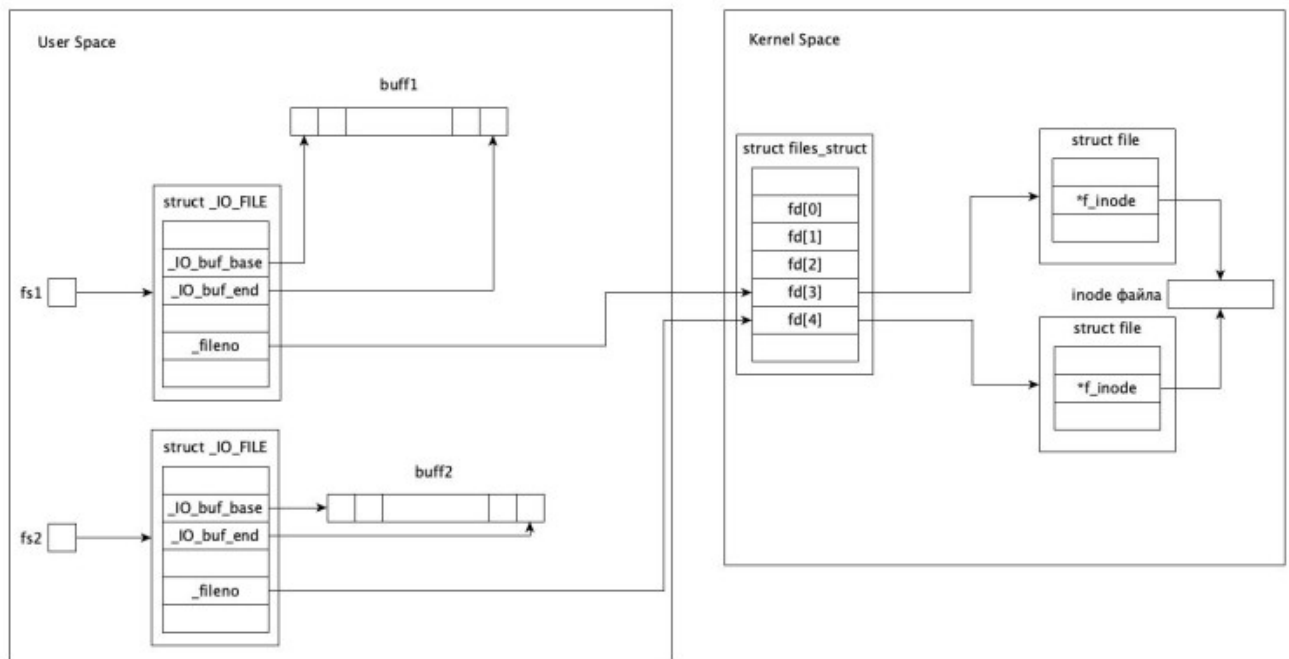 User Space
buff1
struct _IO_FILE
_IO_buf_base
_IO_buf_end
_fileno
fs1
struct _IO_FILE
buff2
_IO_buf_base
_IO_buf_end
_fileno
fs2
Kernel Space
struct files_struct
fd[0]
fd[1]
fd[2]
fd[3]
fd[4]
struct file
*f_inode
inode файла
struct file
*f_inode